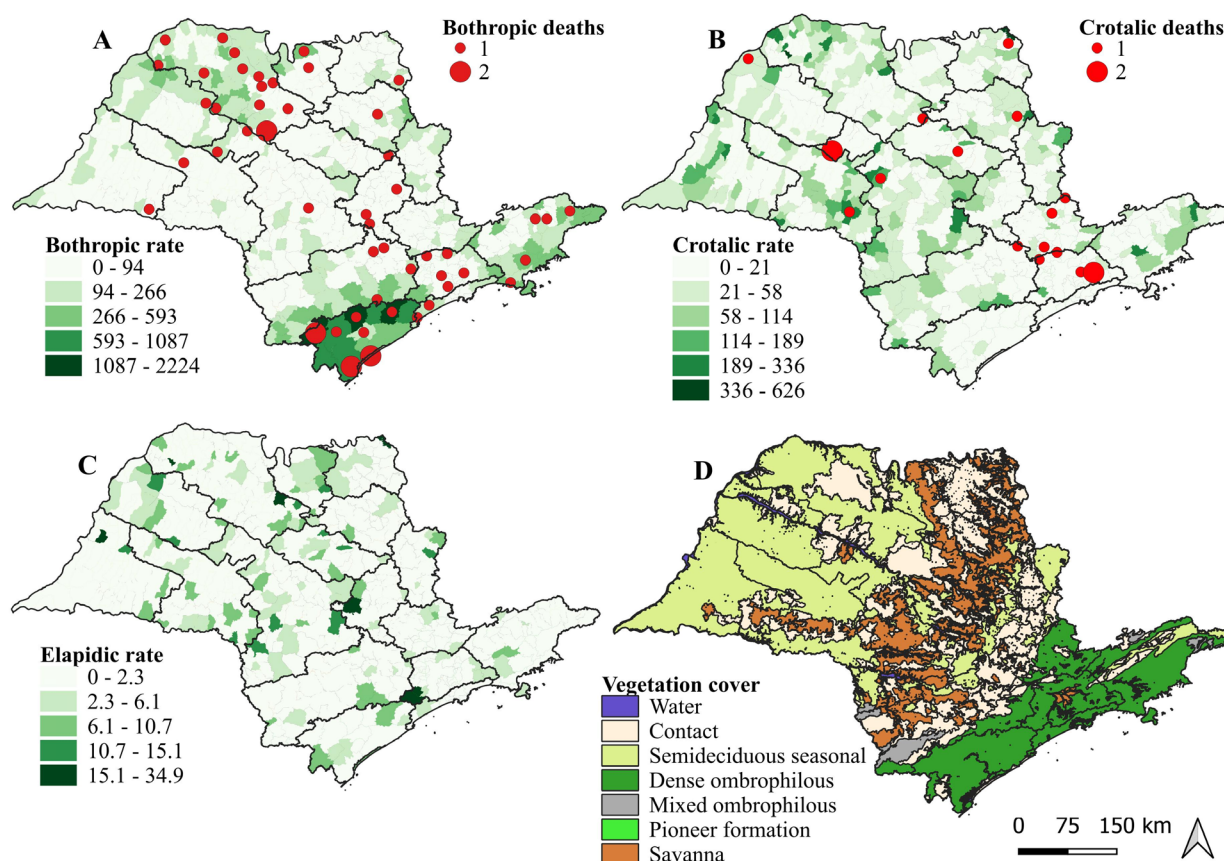 A
Bothropic deaths
1
2
Bothropic rate
0 - 94
94 - 266
266 - 593
593 - 1087
1087 - 2224
B
Crotalic deaths
1
2
Crotalic rate
0 - 21
21 - 58
58 - 114
114 - 189
189 - 336
336 - 626
C
Elapidic rate
0 - 2.3
2.3 - 6.1
6.1 - 10.7
10.7 - 15.1
15.1 - 34.9
D
Vegetation cover
Water
Contact
Semideciduous seasonal
Dense ombrophilous
Mixed ombrophilous
Pioneer formation
Savanna
0 75 150 km